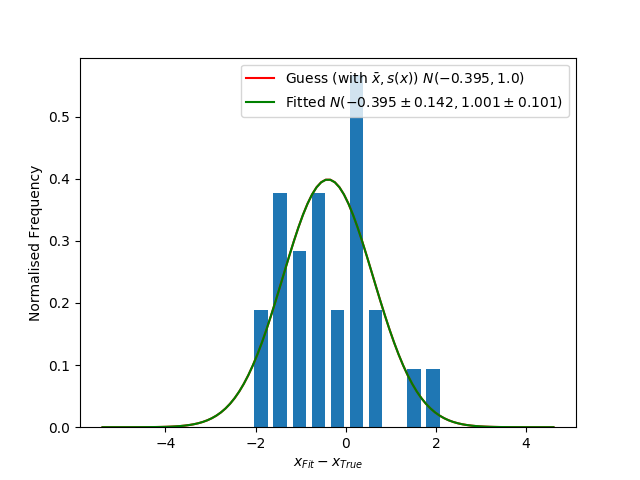 Guess (with x̄, s(x)) N(−0.395, 1.0)
Fitted N(−0.395 ± 0.142, 1.001 ± 0.101)
Normalised Frequency
0.5
0.4
0.3
0.2
0.1
0.0
−4 −2 0 2 4
x_Fit − x_True